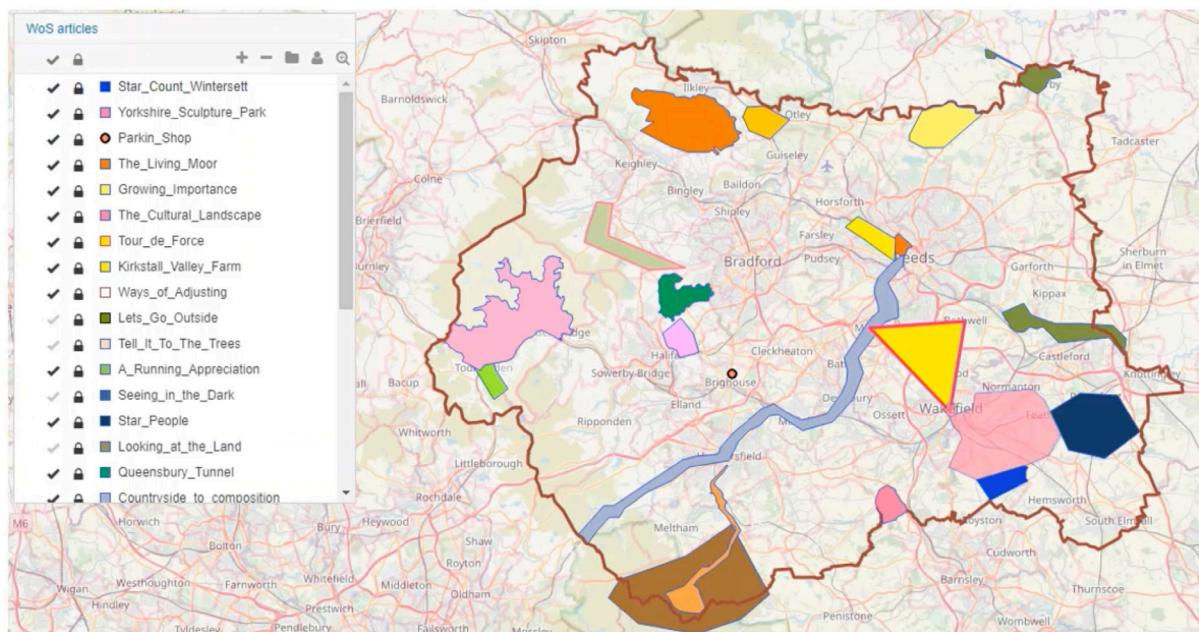 WoS articles
Star_Count_Wintersett
Yorkshire_Sculpture_Park
Parkin_Shop
The_Living_Moor
Growing_Importance
The_Cultural_Landscape
Tour_de_Force
Kirkstall_Valley_Farm
Ways_of_Adjusting
Lets_Go_Outside
Tell_It_To_The_Trees
A_Running_Appreciation
Seeing_in_the_Dark
Star_People
Looking_at_the_Land
Queensbury_Tunnel
Countryside_to_composition
Skipton
Barnoldswick
Ilkley
Otley
Tadcaster
Guiseley
Keighley
Colne
Baildon
Bingley
Horsforth
Shipley
Brierfield
Farsley
Leeds
Sherburn
in Elmet
Bradford
Pudsey
Garforth
Kippax
Castleford
Cleckheaton
Sowerby Bridge
Brighouse
Bacup
Knottingley
Normanton
Elland
Wakefield
Ossett
Ripponden
Whitworth
Littleborough
Hemsworth
Rochdale
M6
Horwich
Bury
Heywood
Meltham
Royston
South Elmsall
Bolton
Shaw
Cudworth
Royton
Westhoughton
Farnworth
Whitefield
Middleton
Barnsley
Thurnscoe
Wigan
Oldham
Hindley
Prestwich
Penistone
Wombwell
Tyldesley
Pendlebury
Failsworth
Mossley